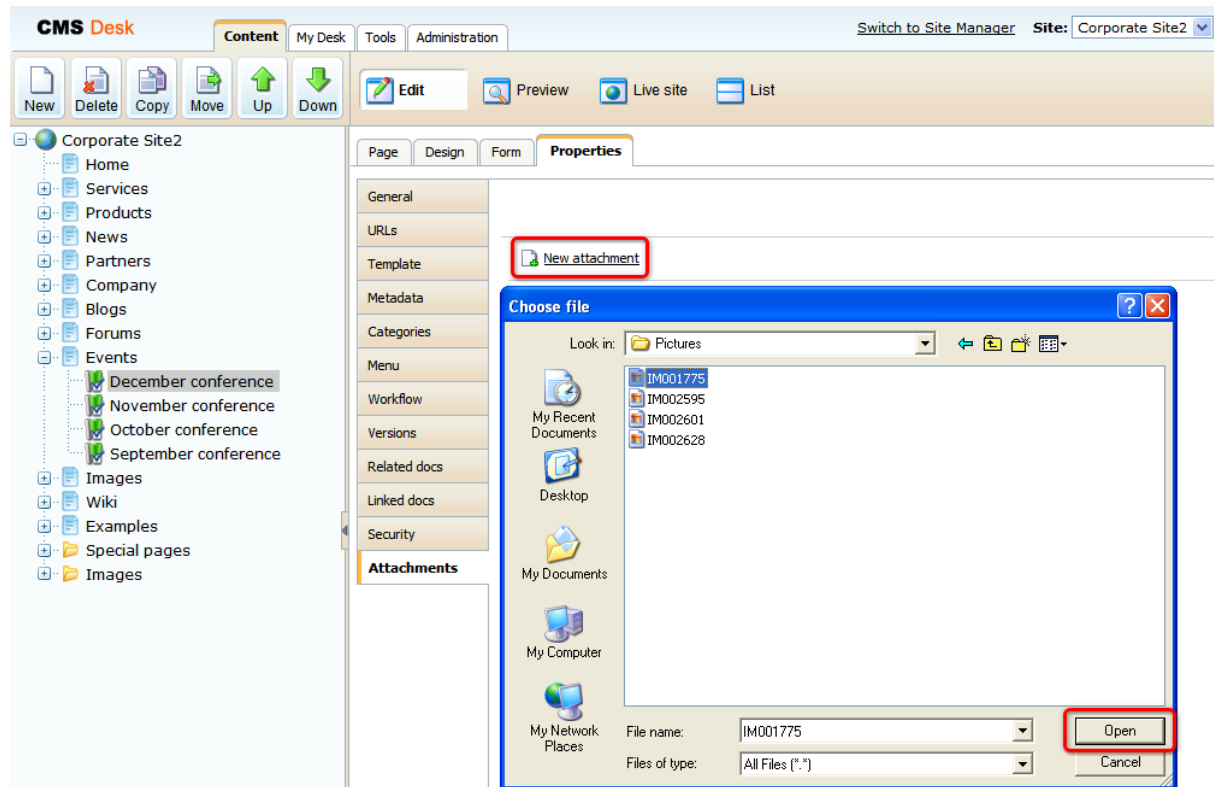 CMS Desk
Content
My Desk
Tools
Administration
Switch to Site Manager
Site:
Corporate Site2
New
Delete
Copy
Move
Up
Down
Edit
Preview
Live site
List
Corporate Site2
Home
Services
Products
News
Partners
Company
Blogs
Forums
Events
December conference
November conference
October conference
September conference
Images
Wiki
Examples
Special pages
Images
Page
Design
Form
Properties
General
URLs
Template
Metadata
Categories
Menu
Workflow
Versions
Related docs
Linked docs
Security
Attachments
New attachment
Choose file
Look in:
Pictures
IM001775
IM002595
IM002601
IM002628
My Recent
Documents
Desktop
My Documents
My Computer
My Network
Places
File name:
IM001775
Open
Files of type:
All Files (*.*)
Cancel